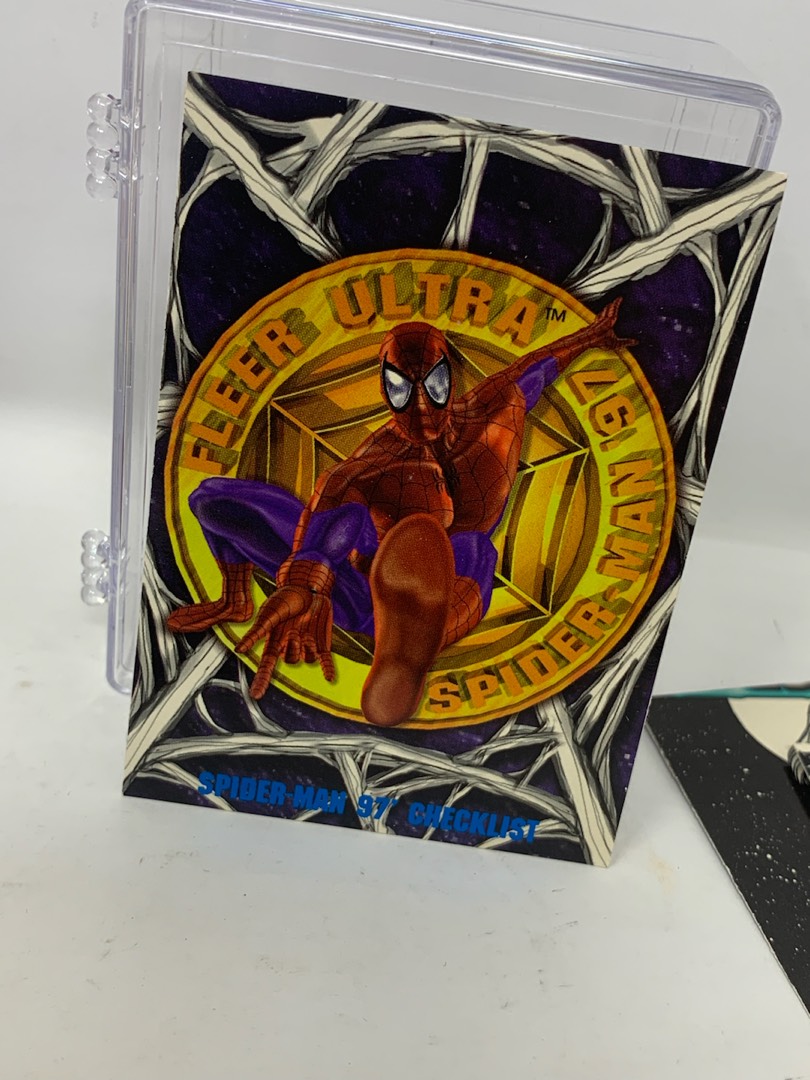 FLEER ULTRA™
SPIDER-MAN '97
SPIDER-MAN 97' CHECKLIST